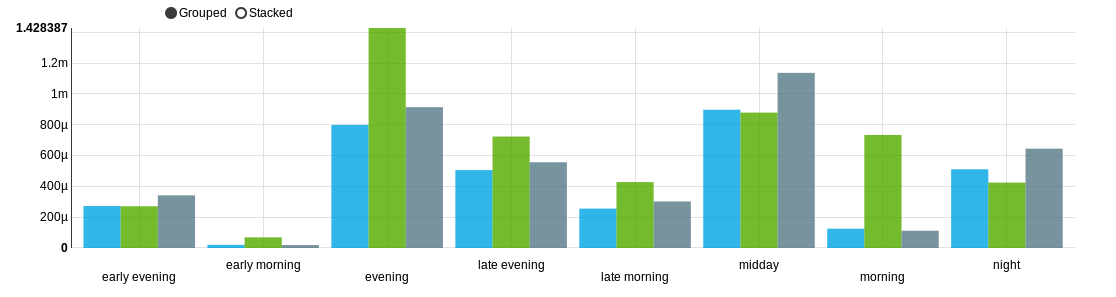 Grouped Stacked
1.428387
1.2m
1m
800µ
600µ
400µ
200µ
0
early evening
early morning
evening
late evening
late morning
midday
morning
night